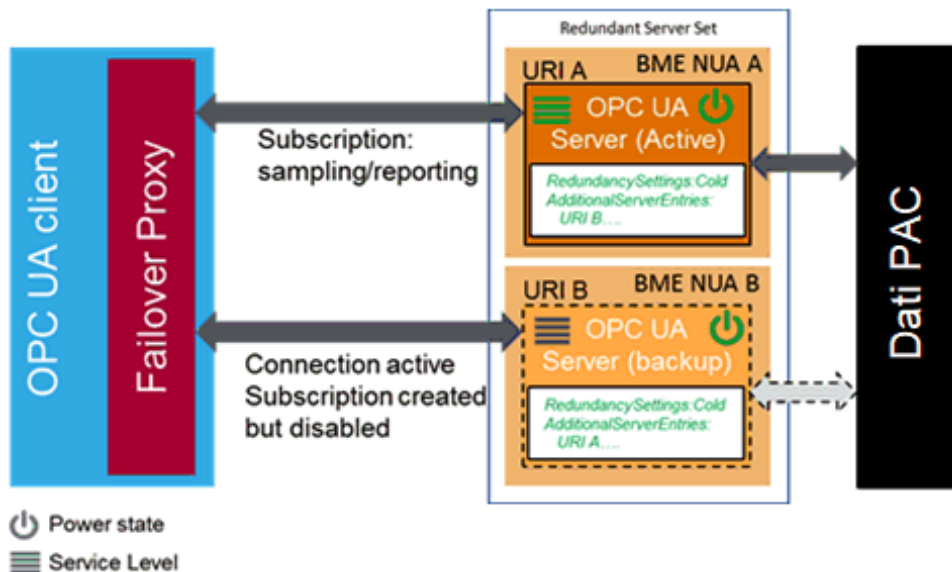 Redundant Server Set
OPC UA client
Failover Proxy
Subscription:
sampling/reporting
URI A
BME NUA A
OPC UA
Server (Active)
RedundancySettings:Cold
AdditionalServerEntries:
URI B....
Connection active
Subscription created
but disabled
URI B
BME NUA B
OPC UA
Server (backup)
RedundancySettings:Cold
AdditionalServerEntries:
URI A....
Dati PAC
Power state
Service Level